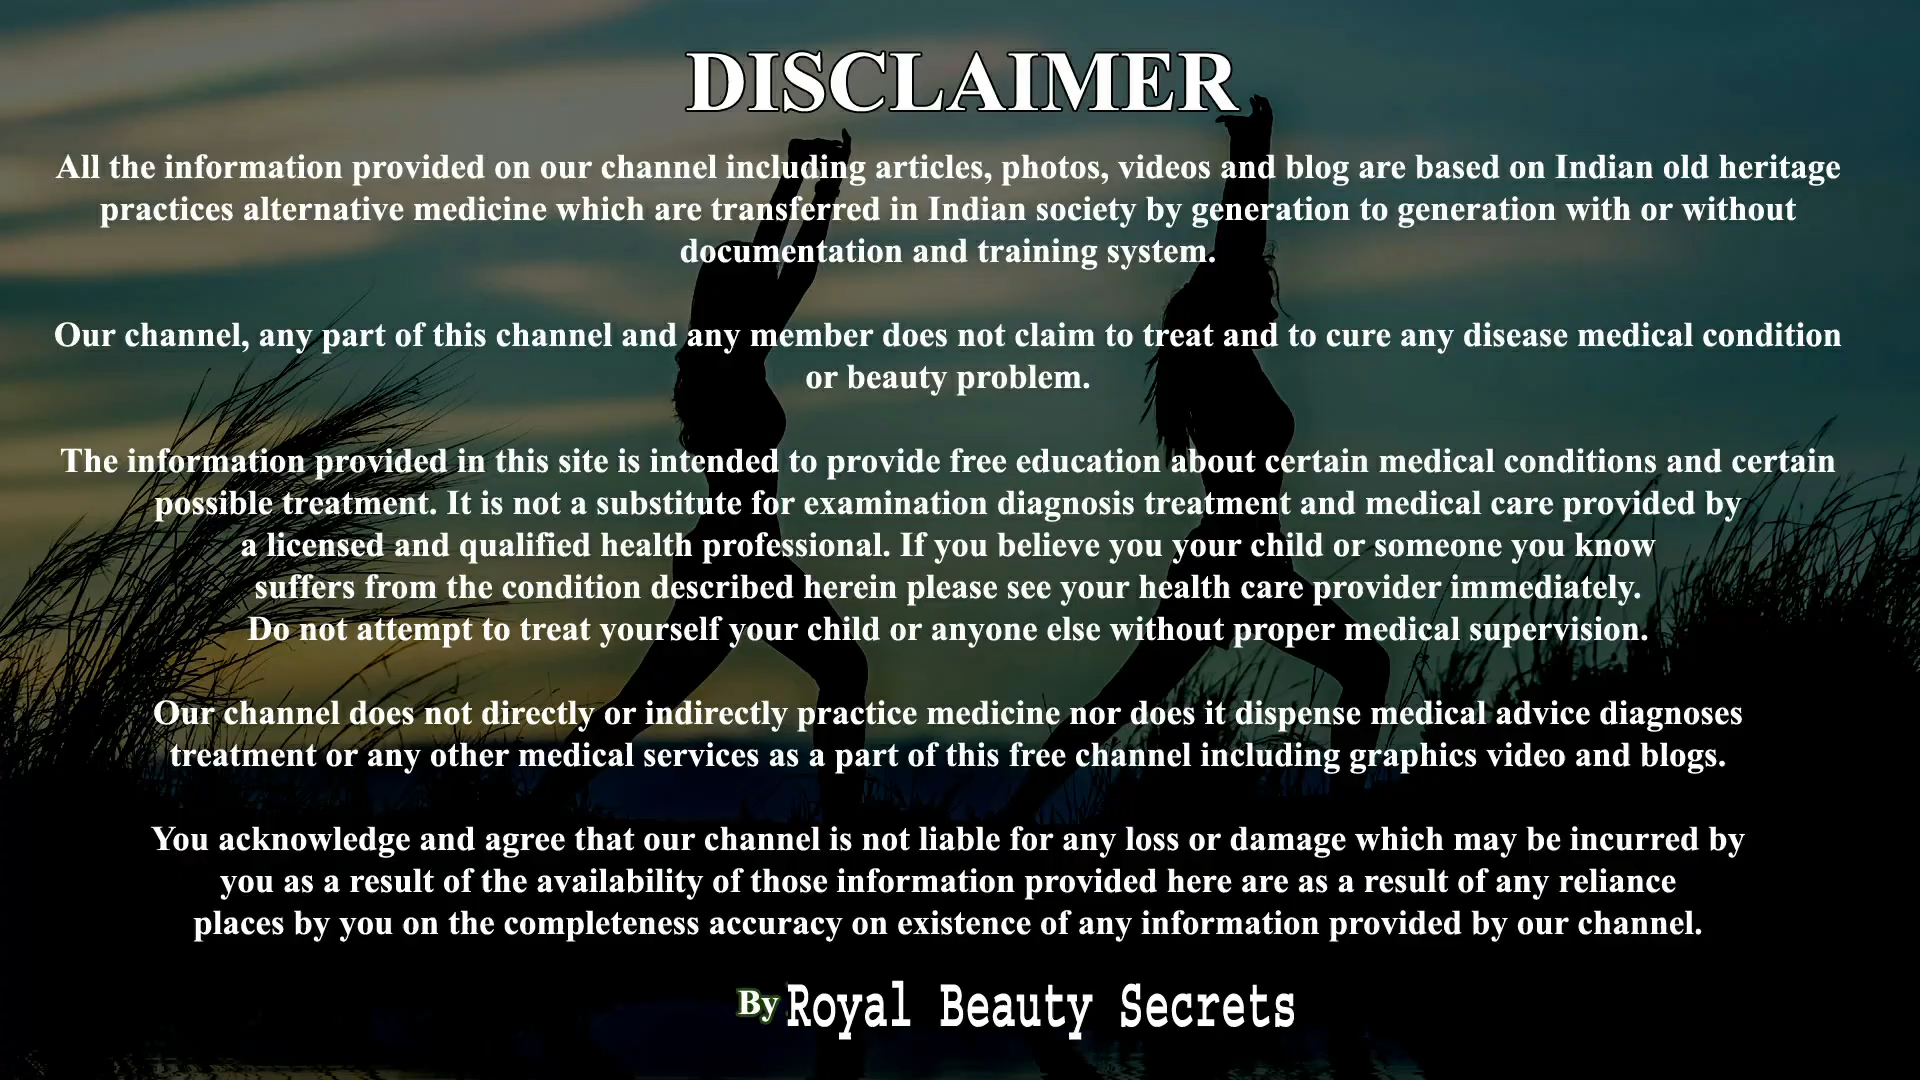 DISCLAIMER
All the information provided on our channel including articles, photos, videos and blog are based on Indian old heritage
practices alternative medicine which are transferred in Indian society by generation to generation with or without
documentation and training system.
Our channel, any part of this channel and any member does not claim to treat and to cure any disease medical condition
or beauty problem.
The information provided in this site is intended to provide free education about certain medical conditions and certain
possible treatment. It is not a substitute for examination diagnosis treatment and medical care provided by
a licensed and qualified health professional. If you believe you your child or someone you know
suffers from the condition described herein please see your health care provider immediately.
Do not attempt to treat yourself your child or anyone else without proper medical supervision.
Our channel does not directly or indirectly practice medicine nor does it dispense medical advice diagnoses
treatment or any other medical services as a part of this free channel including graphics video and blogs.
You acknowledge and agree that our channel is not liable for any loss or damage which may be incurred by
you as a result of the availability of those information provided here are as a result of any reliance
places by you on the completeness accuracy on existence of any information provided by our channel.
By Royal Beauty Secrets